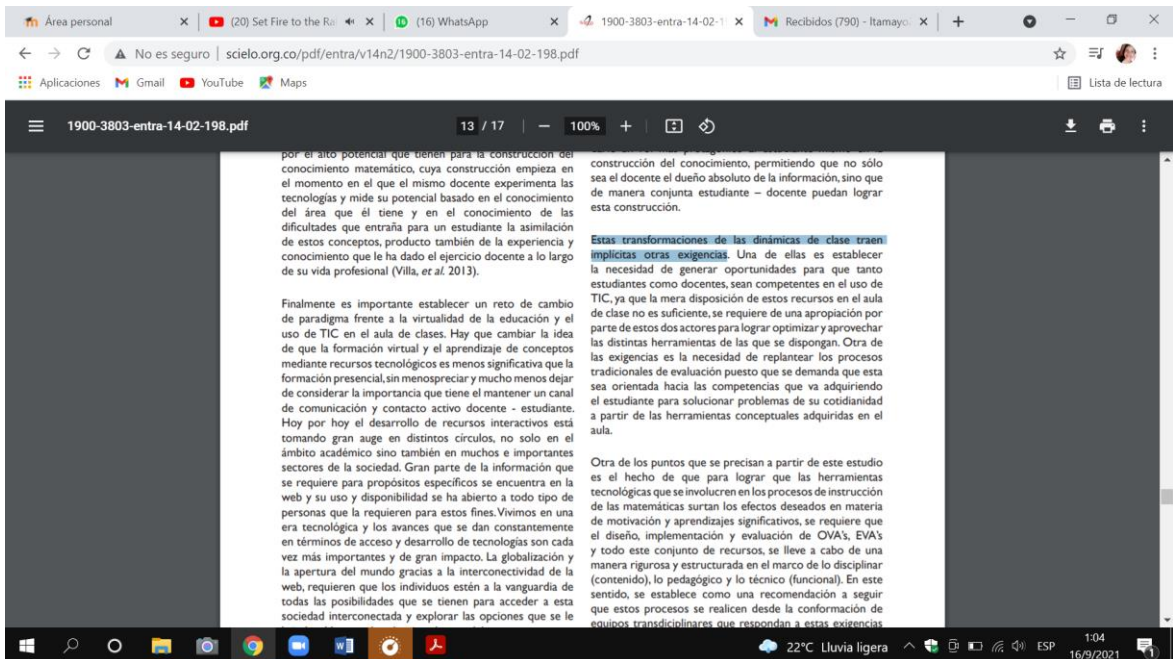 Área personal
(20) Set Fire to the Rai
(16) WhatsApp
1900-3803-entra-14-02-1
Recibidos (790) - ltamayo
No es seguro | scielo.org.co/pdf/entra/v14n2/1900-3803-entra-14-02-198.pdf
Aplicaciones Gmail YouTube Maps Lista de lectura
1900-3803-entra-14-02-198.pdf 13 / 17 | − 100% +
por el alto potencial que tienen para la construcción del
conocimiento matemático, cuya construcción empieza en
el momento en el que el mismo docente experimenta las
tecnologías y mide su potencial basado en el conocimiento
del área que él tiene y en el conocimiento de las
dificultades que entraña para un estudiante la asimilación
de estos conceptos, producto también de la experiencia y
conocimiento que le ha dado el ejercicio docente a lo largo
de su vida profesional (Villa, et al. 2013).
Finalmente es importante establecer un reto de cambio
de paradigma frente a la virtualidad de la educación y el
uso de TIC en el aula de clases. Hay que cambiar la idea
de que la formación virtual y el aprendizaje de conceptos
mediante recursos tecnológicos es menos significativa que la
formación presencial, sin menospreciar y mucho menos dejar
de considerar la importancia que tiene el mantener un canal
de comunicación y contacto activo docente - estudiante.
Hoy por hoy el desarrollo de recursos interactivos está
tomando gran auge en distintos círculos, no solo en el
ámbito académico sino también en muchos e importantes
sectores de la sociedad. Gran parte de la información que
se requiere para propósitos específicos se encuentra en la
web y su uso y disponibilidad se ha abierto a todo tipo de
personas que la requieren para estos fines. Vivimos en una
era tecnológica y los avances que se dan constantemente
en términos de acceso y desarrollo de tecnologías son cada
vez más importantes y de gran impacto. La globalización y
la apertura del mundo gracias a la interconectividad de la
web, requieren que los individuos estén a la vanguardia de
todas las posibilidades que se tienen para acceder a esta
sociedad interconectada y explorar las opciones que se le
construcción del conocimiento, permitiendo que no sólo
sea el docente el dueño absoluto de la información, sino que
de manera conjunta estudiante – docente puedan lograr
esta construcción.
Estas transformaciones de las dinámicas de clase traen
implícitas otras exigencias. Una de ellas es establecer
la necesidad de generar oportunidades para que tanto
estudiantes como docentes, sean competentes en el uso de
TIC, ya que la mera disposición de estos recursos en el aula
de clase no es suficiente, se requiere de una apropiación por
parte de estos dos actores para lograr optimizar y aprovechar
las distintas herramientas de las que se dispongan. Otra de
las exigencias es la necesidad de replantear los procesos
tradicionales de evaluación puesto que se demanda que esta
sea orientada hacia las competencias que va adquiriendo
el estudiante para solucionar problemas de su cotidianidad
a partir de las herramientas conceptuales adquiridas en el
aula.
Otra de los puntos que se precisan a partir de este estudio
es el hecho de que para lograr que las herramientas
tecnológicas que se involucren en los procesos de instrucción
de las matemáticas surtan los efectos deseados en materia
de motivación y aprendizajes significativos, se requiere que
el diseño, implementación y evaluación de OVA's, EVA's
y todo este conjunto de recursos, se lleve a cabo de una
manera rigurosa y estructurada en el marco de lo disciplinar
(contenido), lo pedagógico y lo técnico (funcional). En este
sentido, se establece como una recomendación a seguir
que estos procesos se realicen desde la conformación de
equipos transdiciplinares que respondan a estas exigencias
22°C Lluvia ligera ESP 1:04
16/9/2021